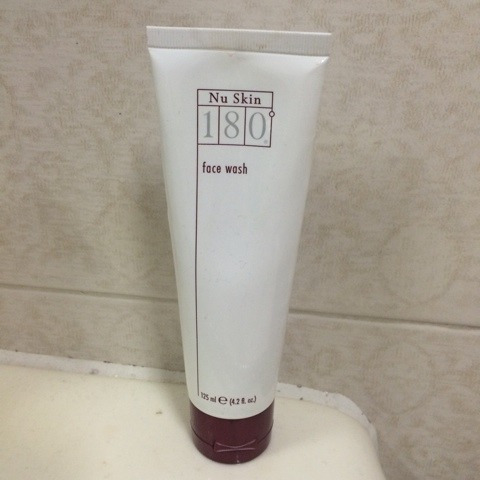 Nu Skin
180°
face wash
125 ml ℮ (4.2 fl. oz.)